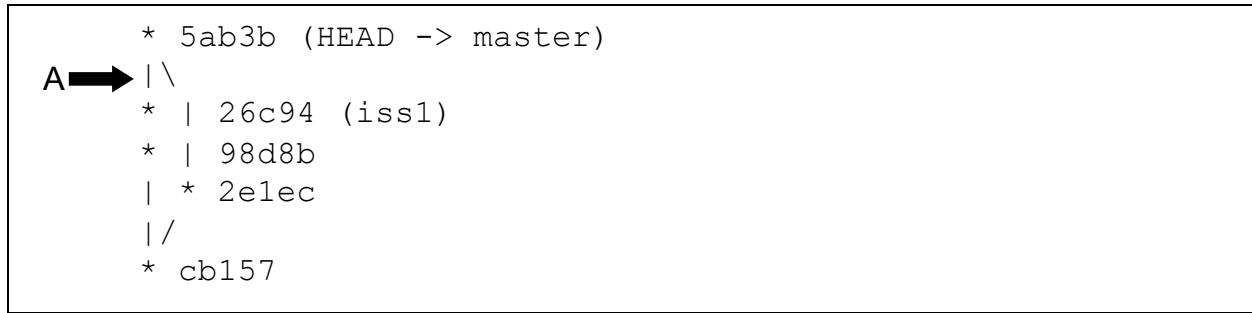 * 5ab3b (HEAD -> master)
A |\
* | 26c94 (iss1)
* | 98d8b
| * 2e1ec
|/
* cb157